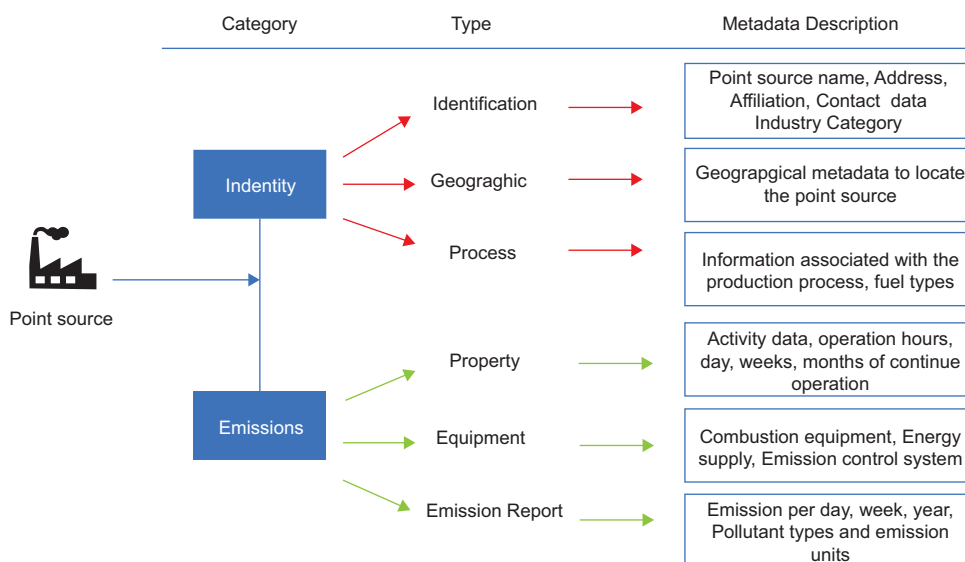 Category Type Metadata Description
Identification
Point source name, Address,
Affiliation, Contact data
Industry Category
Indentity
Geograghic
Geograpgical metadata to locate
the point source
Process
Information associated with the
production process, fuel types
Point source
Property
Activity data, operation hours,
day, weeks, months of continue
operation
Emissions
Equipment
Combustion equipment, Energy
supply, Emission control system
Emission Report
Emission per day, week, year,
Pollutant types and emission
units